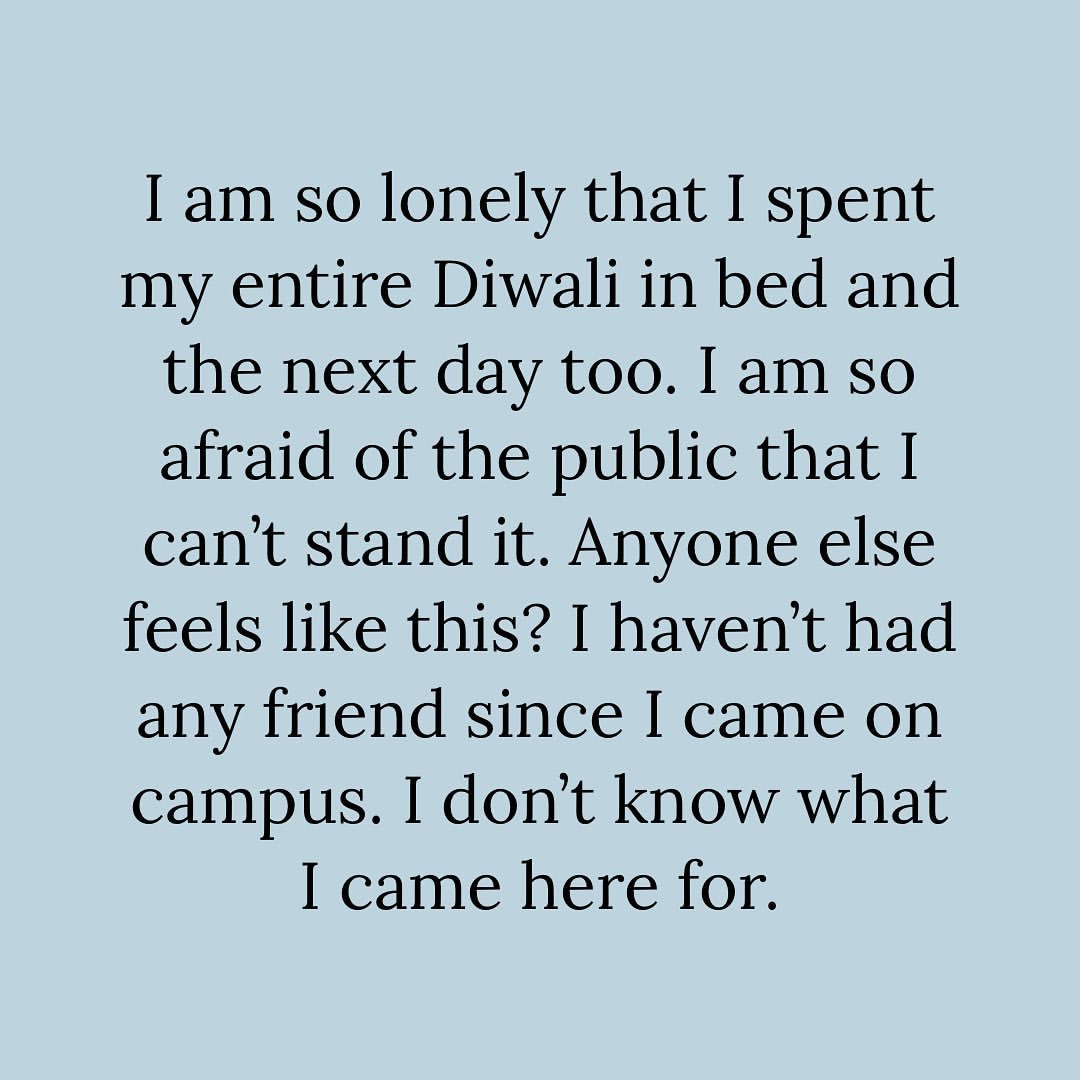 I am so lonely that I spent
my entire Diwali in bed and
the next day too. I am so
afraid of the public that I
can’t stand it. Anyone else
feels like this? I haven’t had
any friend since I came on
campus. I don’t know what
I came here for.